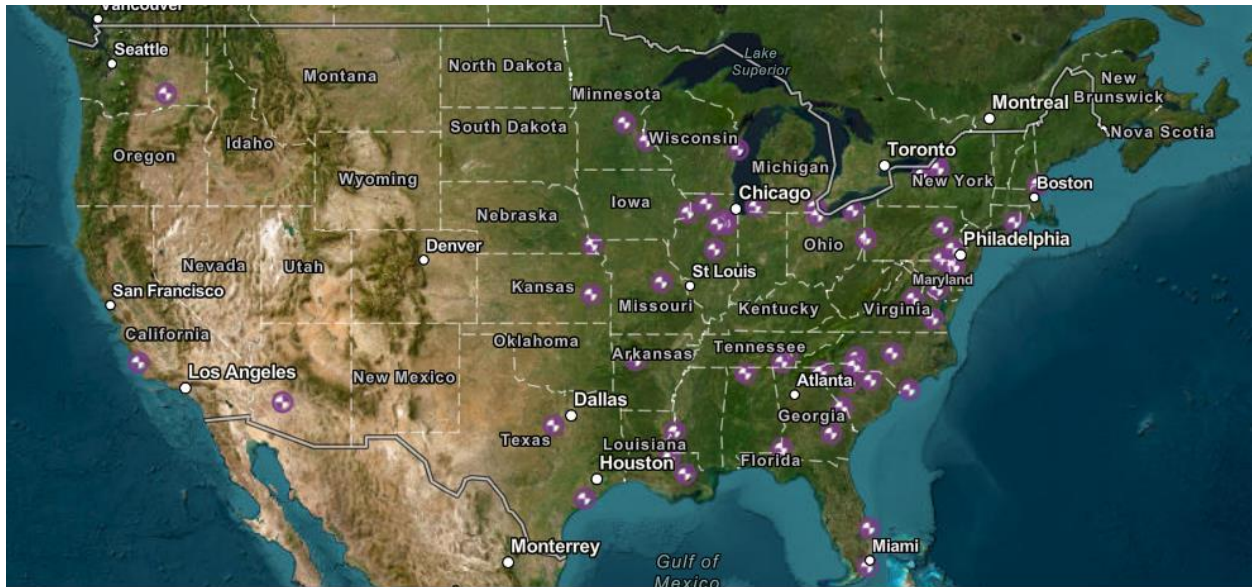 Vancouver
Seattle
Montana
North Dakota
Minnesota
Lake
Superior
Montreal
New
Brunswick
Nova Scotia
Oregon
Idaho
South Dakota
Wisconsin
Michigan
Toronto
New York
Boston
Wyoming
Nebraska
Iowa
Chicago
Ohio
Philadelphia
Nevada
Utah
Denver
Kansas
Missouri
St Louis
Kentucky
Maryland
Virginia
San Francisco
California
Oklahoma
Arkansas
Tennessee
Los Angeles
New Mexico
Dallas
Atlanta
Georgia
Texas
Louisiana
Florida
Houston
Monterrey
Gulf of
Mexico
Miami